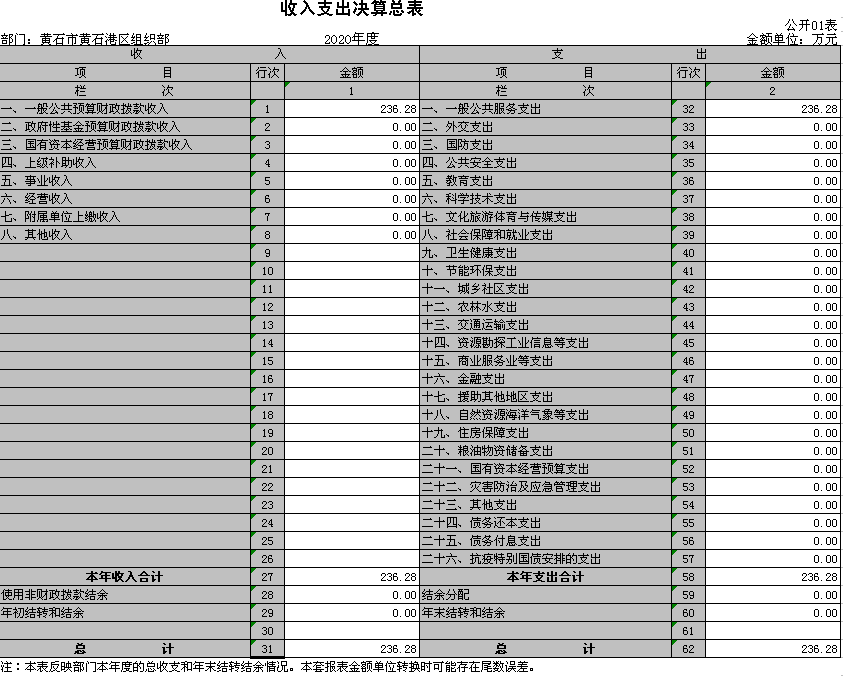 收入支出决算总表
公开01表
部门：黄石市黄石港区组织部 2020年度 金额单位：万元
收 入 支 出
项 目 行次 金额 项 目 行次 金额
栏 次 1 栏 次 2
一、一般公共预算财政拨款收入 1 236.28 一、一般公共服务支出 32 236.28
二、政府性基金预算财政拨款收入 2 0.00 二、外交支出 33 0.00
三、国有资本经营预算财政拨款收入 3 0.00 三、国防支出 34 0.00
四、上级补助收入 4 0.00 四、公共安全支出 35 0.00
五、事业收入 5 0.00 五、教育支出 36 0.00
六、经营收入 6 0.00 六、科学技术支出 37 0.00
七、附属单位上缴收入 7 0.00 七、文化旅游体育与传媒支出 38 0.00
八、其他收入 8 0.00 八、社会保障和就业支出 39 0.00
9 九、卫生健康支出 40 0.00
10 十、节能环保支出 41 0.00
11 十一、城乡社区支出 42 0.00
12 十二、农林水支出 43 0.00
13 十三、交通运输支出 44 0.00
14 十四、资源勘探工业信息等支出 45 0.00
15 十五、商业服务业等支出 46 0.00
16 十六、金融支出 47 0.00
17 十七、援助其他地区支出 48 0.00
18 十八、自然资源海洋气象等支出 49 0.00
19 十九、住房保障支出 50 0.00
20 二十、粮油物资储备支出 51 0.00
21 二十一、国有资本经营预算支出 52 0.00
22 二十二、灾害防治及应急管理支出 53 0.00
23 二十三、其他支出 54 0.00
24 二十四、债务还本支出 55 0.00
25 二十五、债务付息支出 56 0.00
26 二十六、抗疫特别国债安排的支出 57 0.00
本年收入合计 27 236.28 本年支出合计 58 236.28
使用非财政拨款结余 28 0.00 结余分配 59 0.00
年初结转和结余 29 0.00 年末结转和结余 60 0.00
30 61
总 计 31 236.28 总 计 62 236.28
注：本表反映部门本年度的总收支和年末结转结余情况。本套报表金额单位转换时可能存在尾数误差。